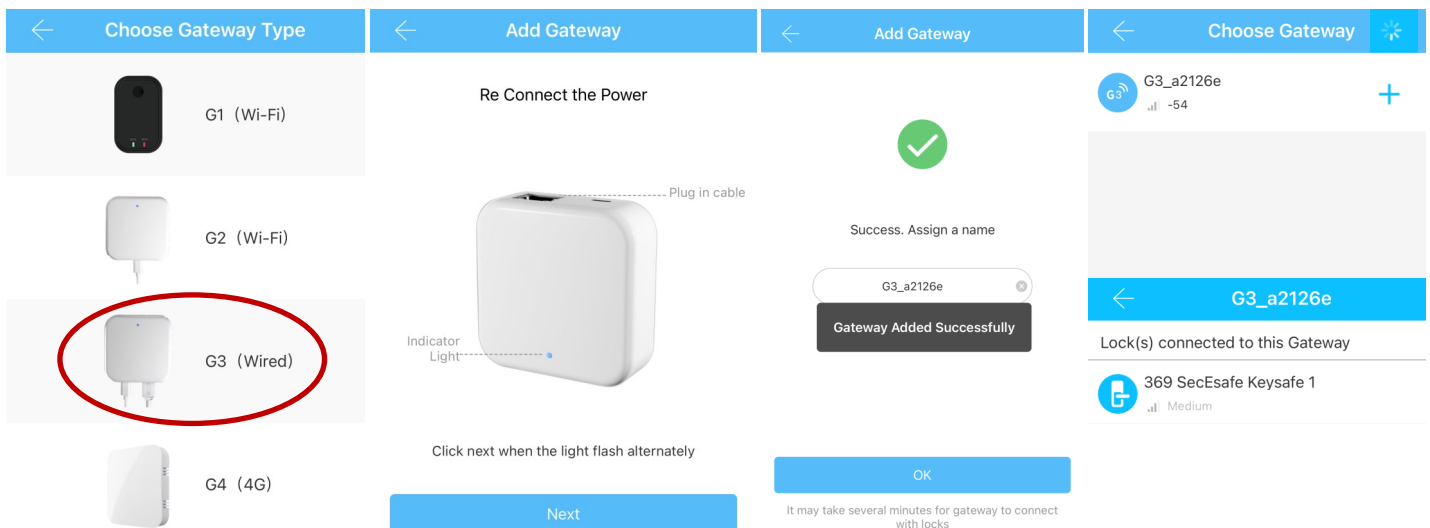 Choose Gateway Type
G1 (Wi-Fi)
G2 (Wi-Fi)
G3 (Wired)
G4 (4G)
Add Gateway
Re Connect the Power
Plug in cable
Indicator
Light
Click next when the light flash alternately
Next
Add Gateway
Success. Assign a name
G3_a2126e
Gateway Added Successfully
OK
It may take several minutes for gateway to connect
with locks
Choose Gateway
G3
G3_a2126e
-54
G3_a2126e
Lock(s) connected to this Gateway
369 SecEsafe Keysafe 1
Medium